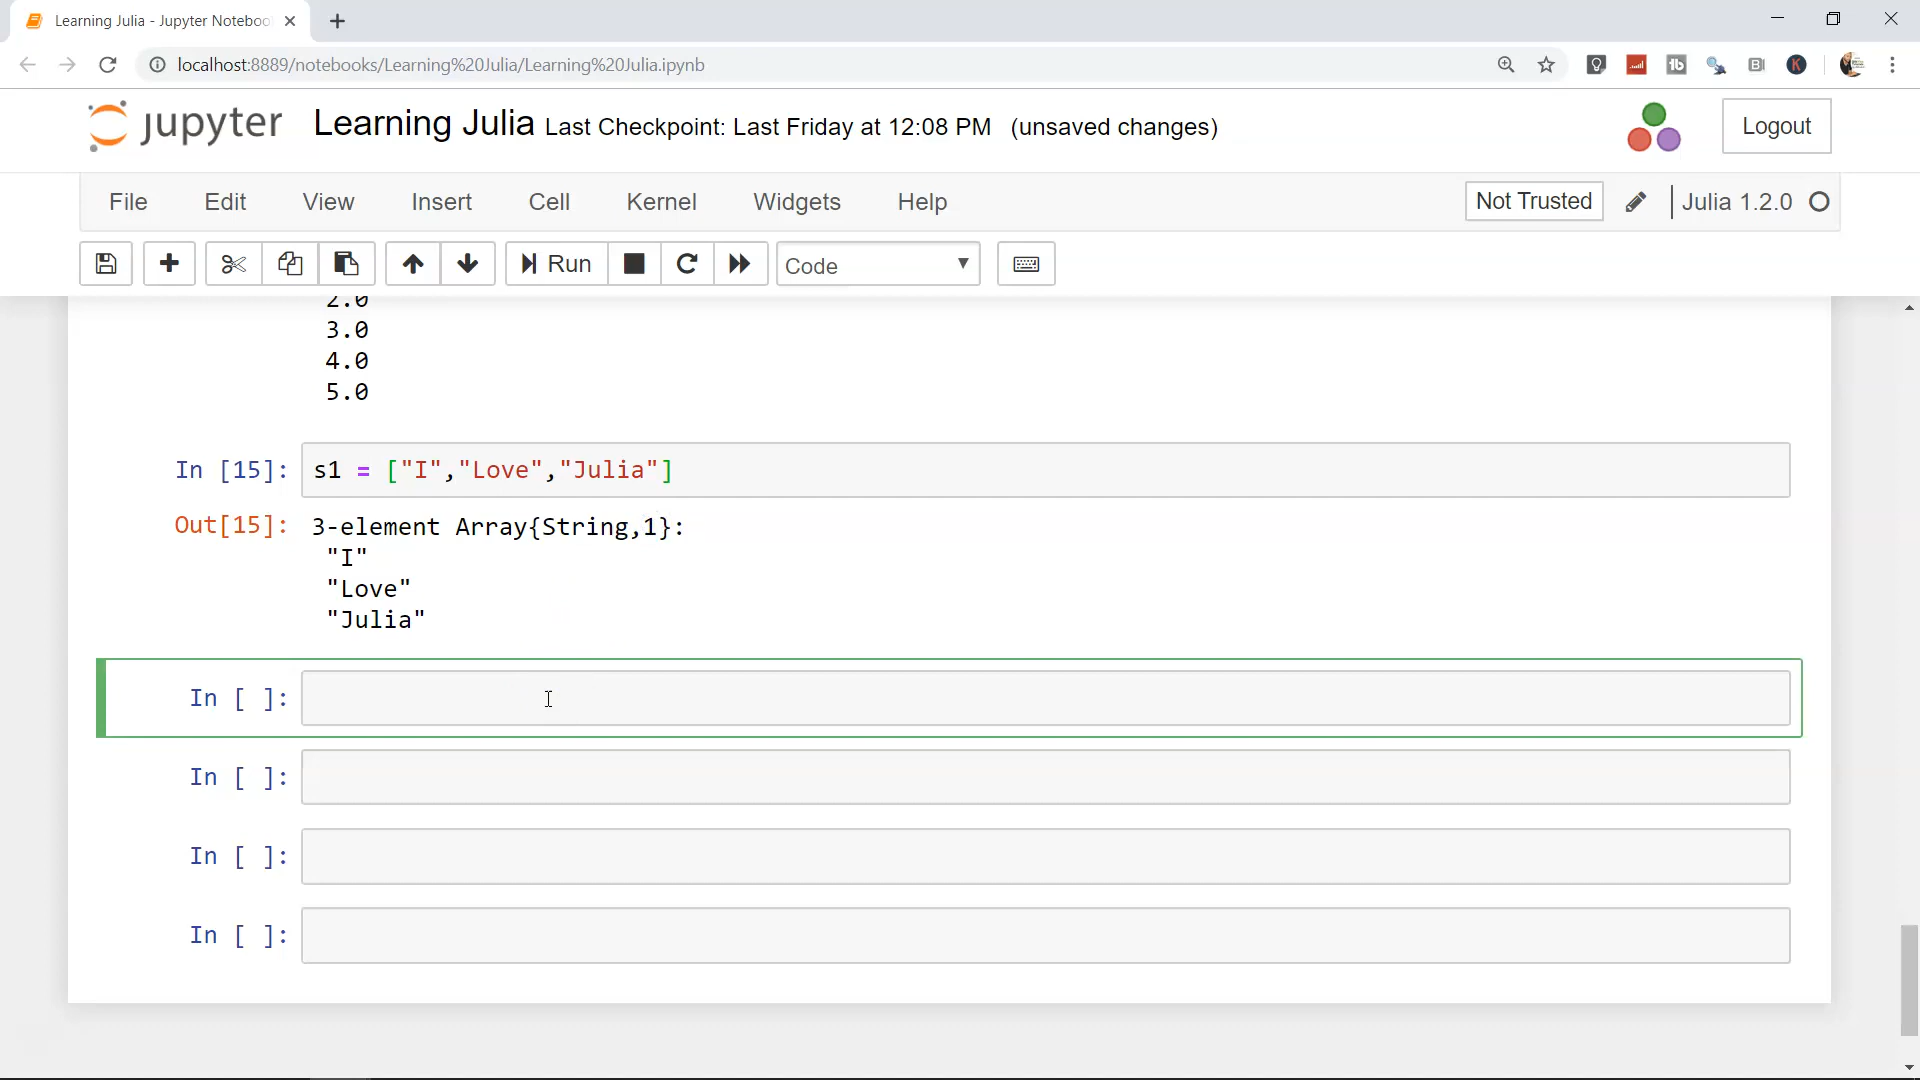 Learning Julia - Jupyter Noteboo
localhost:8889/notebooks/Learning%20Julia/Learning%20Julia.ipynb
jupyter Learning Julia Last Checkpoint: Last Friday at 12:08 PM (unsaved changes)
Logout
File Edit View Insert Cell Kernel Widgets Help Not Trusted Julia 1.2.0
Run Code
2.0
3.0
4.0
5.0
In [15]: s1 = ["I","Love","Julia"]
Out[15]: 3-element Array{String,1}:
"I"
"Love"
"Julia"
In [ ]:
In [ ]:
In [ ]:
In [ ]: